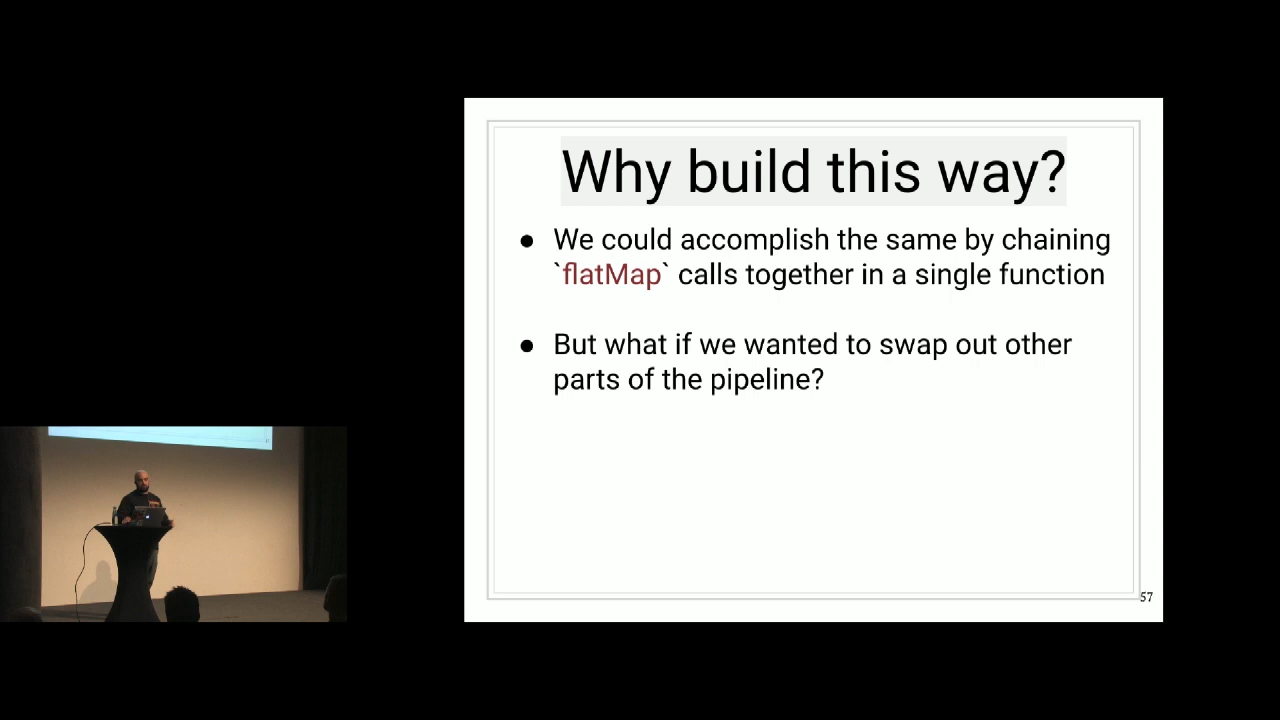 Why build this way?
● We could accomplish the same by chaining
`flatMap` calls together in a single function
● But what if we wanted to swap out other
parts of the pipeline?
57